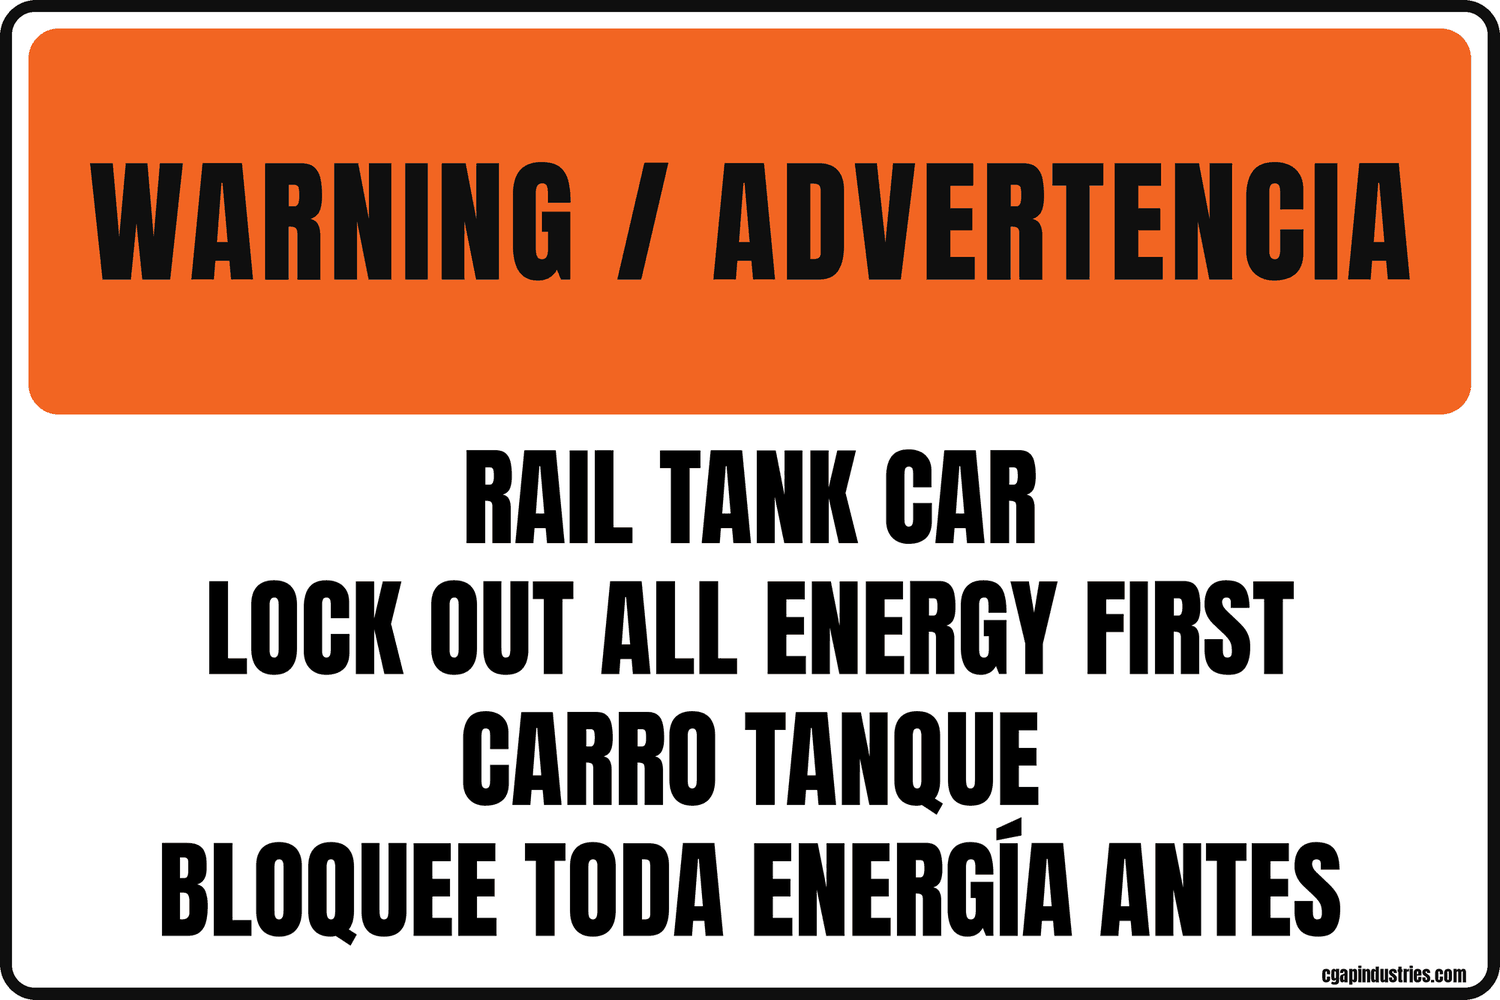 WARNING / ADVERTENCIA
RAIL TANK CAR
LOCK OUT ALL ENERGY FIRST
CARRO TANQUE
BLOQUEE TODA ENERGÍA ANTES
cgapindustries.com